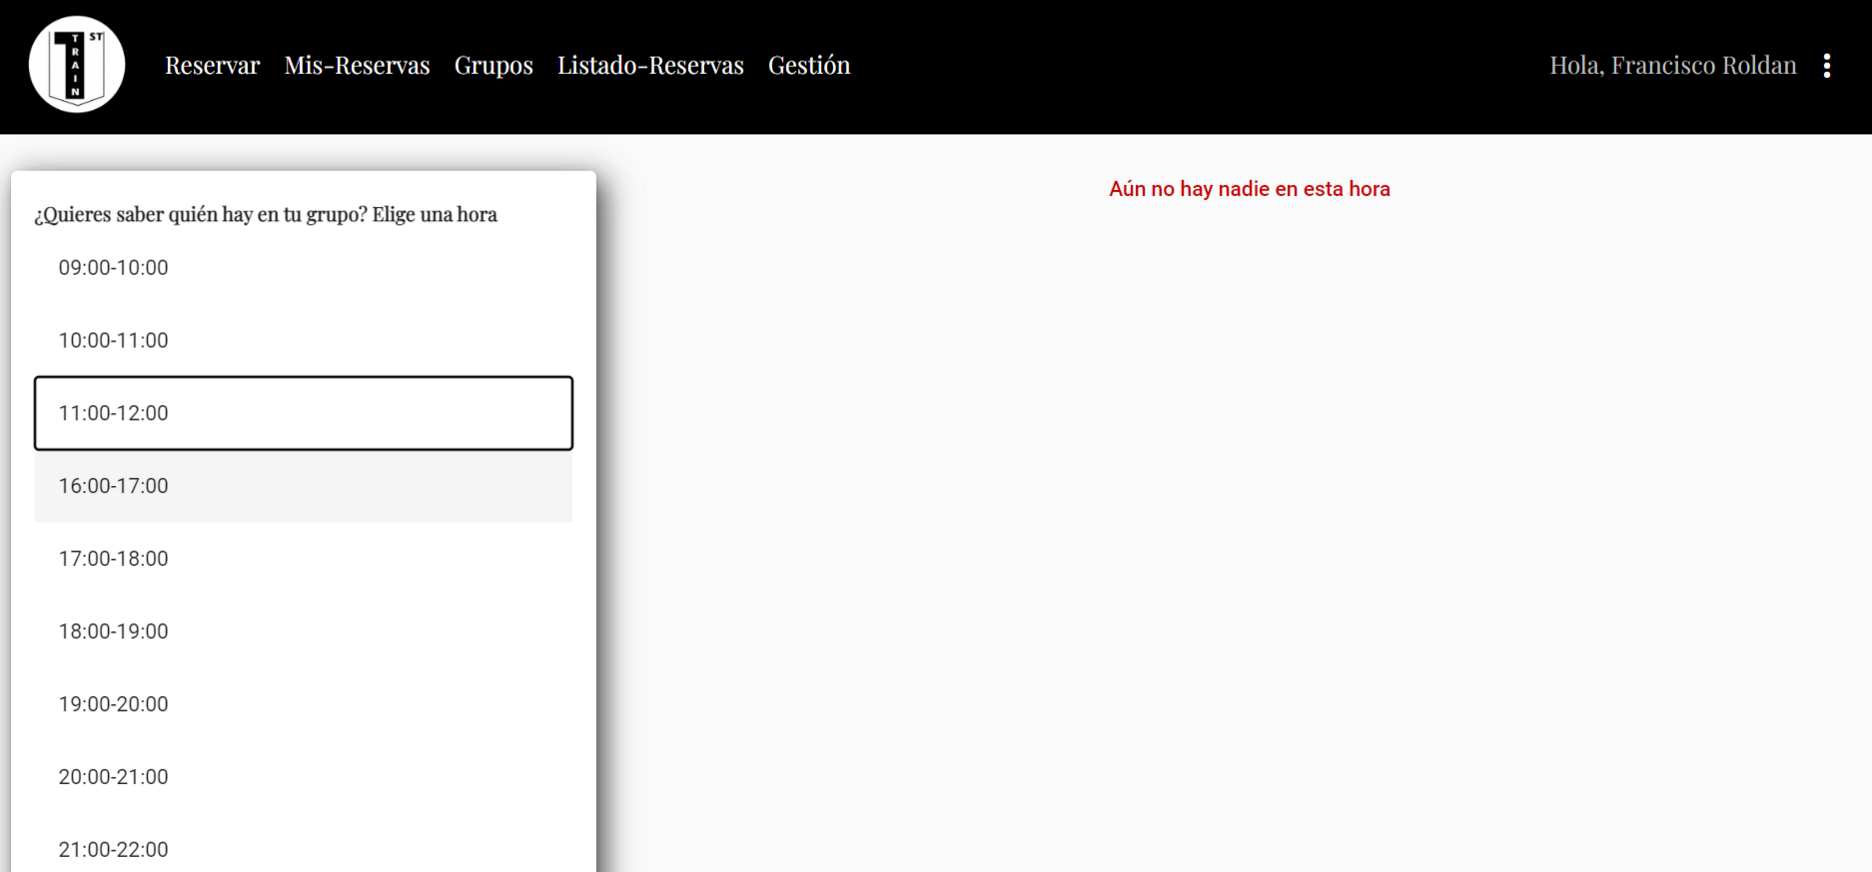 1 ST
TRAIN
Reservar Mis-Reservas Grupos Listado-Reservas Gestión
Hola, Francisco Roldan
¿Quieres saber quién hay en tu grupo? Elige una hora
09:00-10:00
10:00-11:00
11:00-12:00
16:00-17:00
17:00-18:00
18:00-19:00
19:00-20:00
20:00-21:00
21:00-22:00
Aún no hay nadie en esta hora